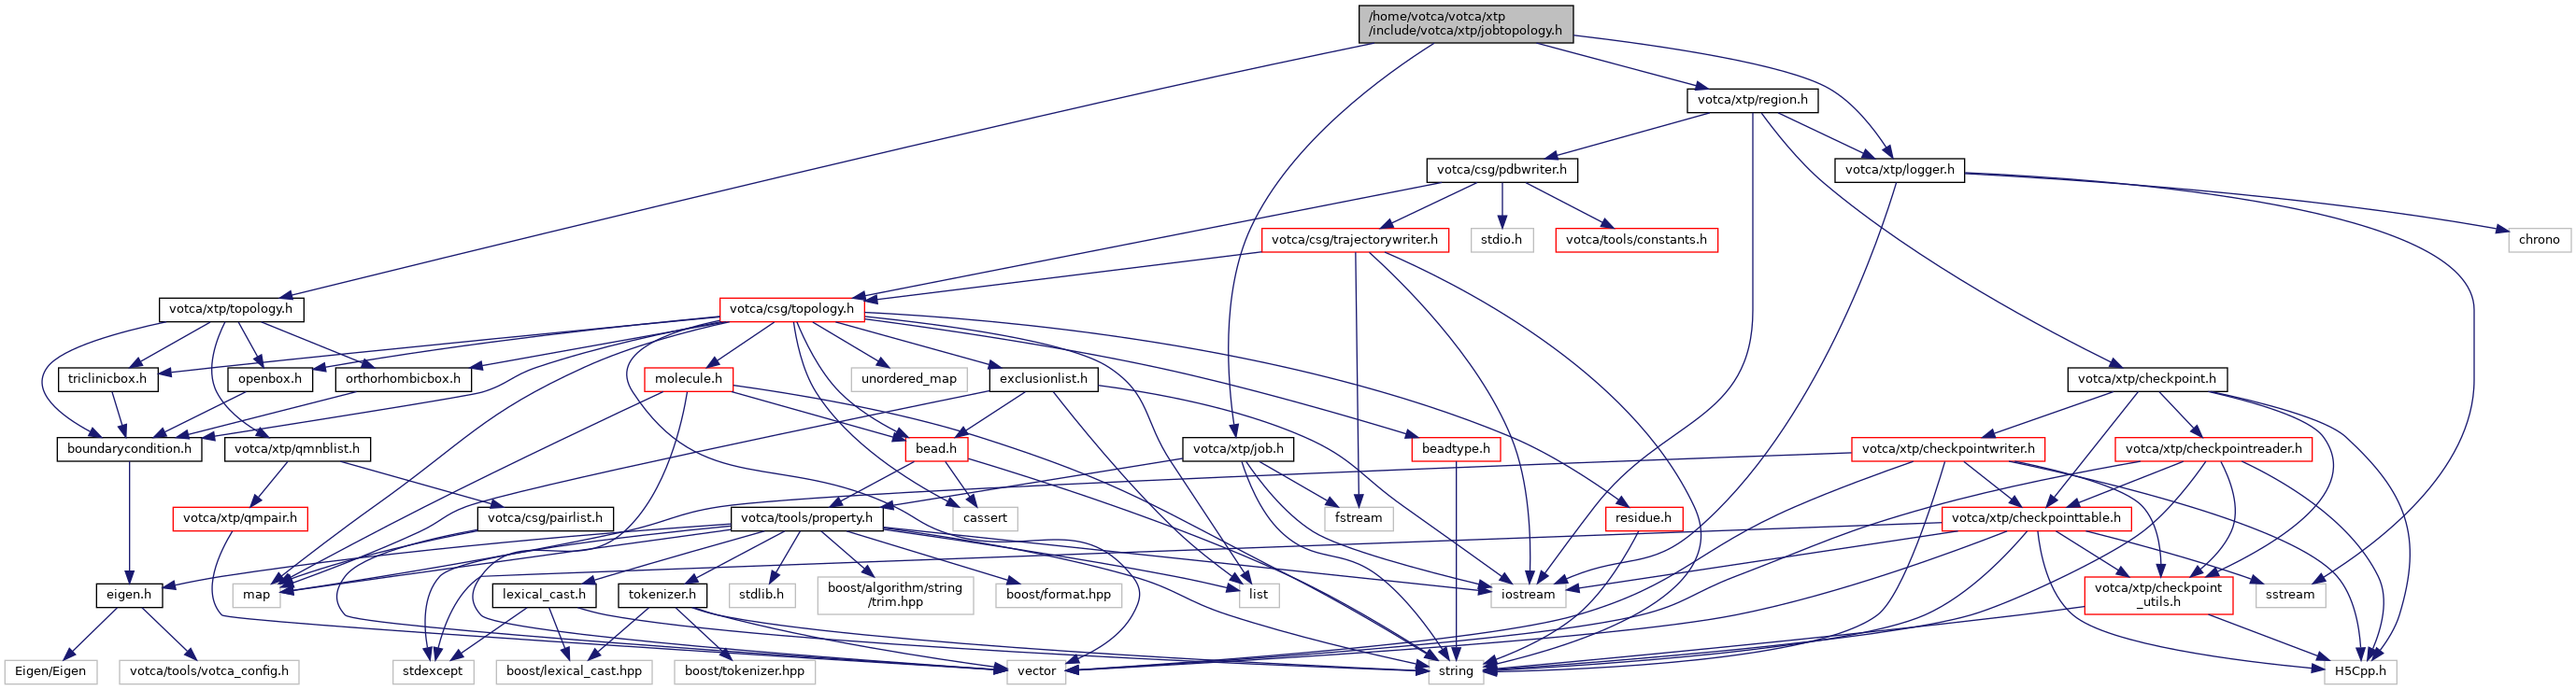 /home/votca/votca/xtp
/include/votca/xtp/jobtopology.h
votca/xtp/region.h
votca/csg/pdbwriter.h
votca/xtp/logger.h
votca/csg/trajectorywriter.h
stdio.h
votca/tools/constants.h
chrono
votca/xtp/topology.h
votca/csg/topology.h
triclinicbox.h
openbox.h
orthorhombicbox.h
molecule.h
unordered_map
exclusionlist.h
votca/xtp/checkpoint.h
boundarycondition.h
votca/xtp/qmnblist.h
bead.h
votca/xtp/job.h
beadtype.h
votca/xtp/checkpointwriter.h
votca/xtp/checkpointreader.h
votca/xtp/qmpair.h
votca/csg/pairlist.h
votca/tools/property.h
cassert
fstream
residue.h
votca/xtp/checkpointtable.h
eigen.h
map
lexical_cast.h
tokenizer.h
stdlib.h
boost/algorithm/string
/trim.hpp
boost/format.hpp
list
iostream
votca/xtp/checkpoint
_utils.h
sstream
Eigen/Eigen
votca/tools/votca_config.h
stdexcept
boost/lexical_cast.hpp
boost/tokenizer.hpp
vector
string
H5Cpp.h